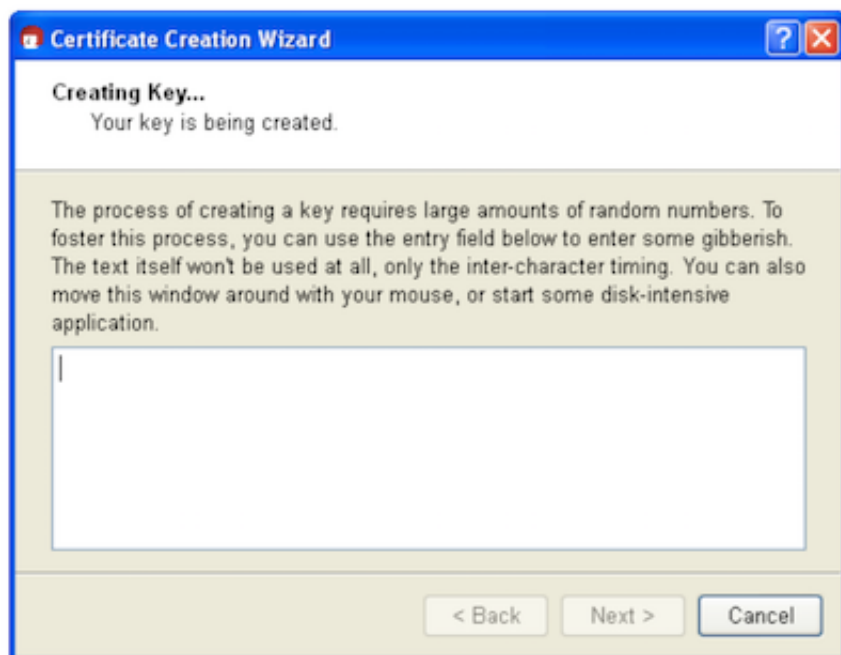 Certificate Creation Wizard
Creating Key...
Your key is being created.
The process of creating a key requires large amounts of random numbers. To
foster this process, you can use the entry field below to enter some gibberish.
The text itself won't be used at all, only the inter-character timing. You can also
move this window around with your mouse, or start some disk-intensive
application.
< Back Next > Cancel